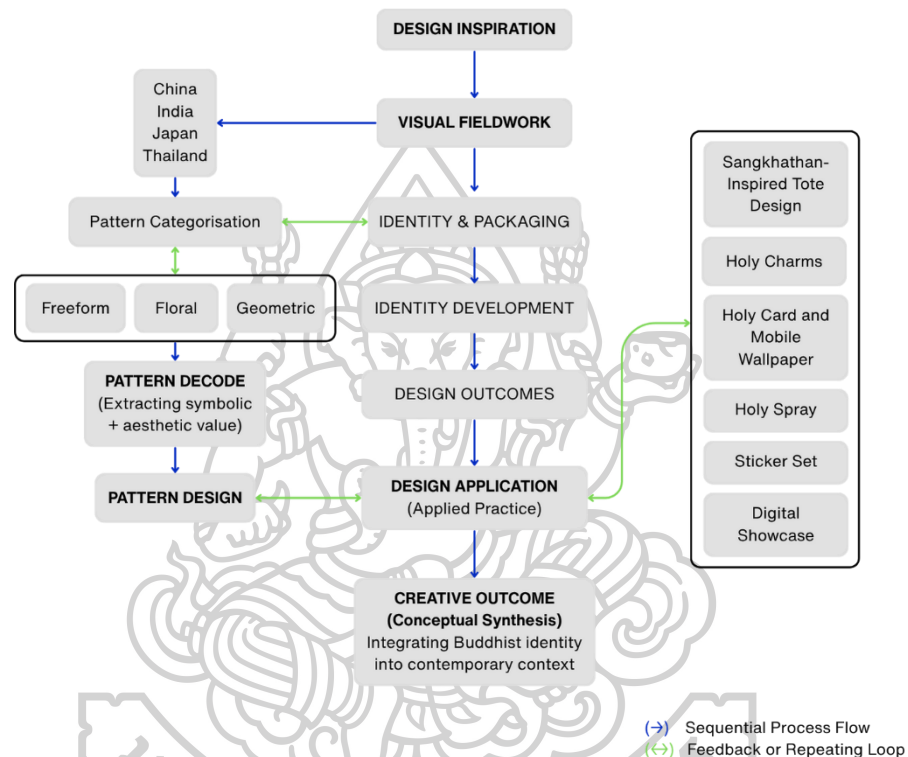 DESIGN INSPIRATION
China
India
Japan
Thailand
VISUAL FIELDWORK
Pattern Categorisation
IDENTITY & PACKAGING
Freeform
Floral
Geometric
IDENTITY DEVELOPMENT
PATTERN DECODE
(Extracting symbolic
+ aesthetic value)
DESIGN OUTCOMES
PATTERN DESIGN
DESIGN APPLICATION
(Applied Practice)
CREATIVE OUTCOME
(Conceptual Synthesis)
Integrating Buddhist identity
into contemporary context
Sangkhathan-
Inspired Tote
Design
Holy Charms
Holy Card and
Mobile
Wallpaper
Holy Spray
Sticker Set
Digital
Showcase
(→) Sequential Process Flow
(↔) Feedback or Repeating Loop